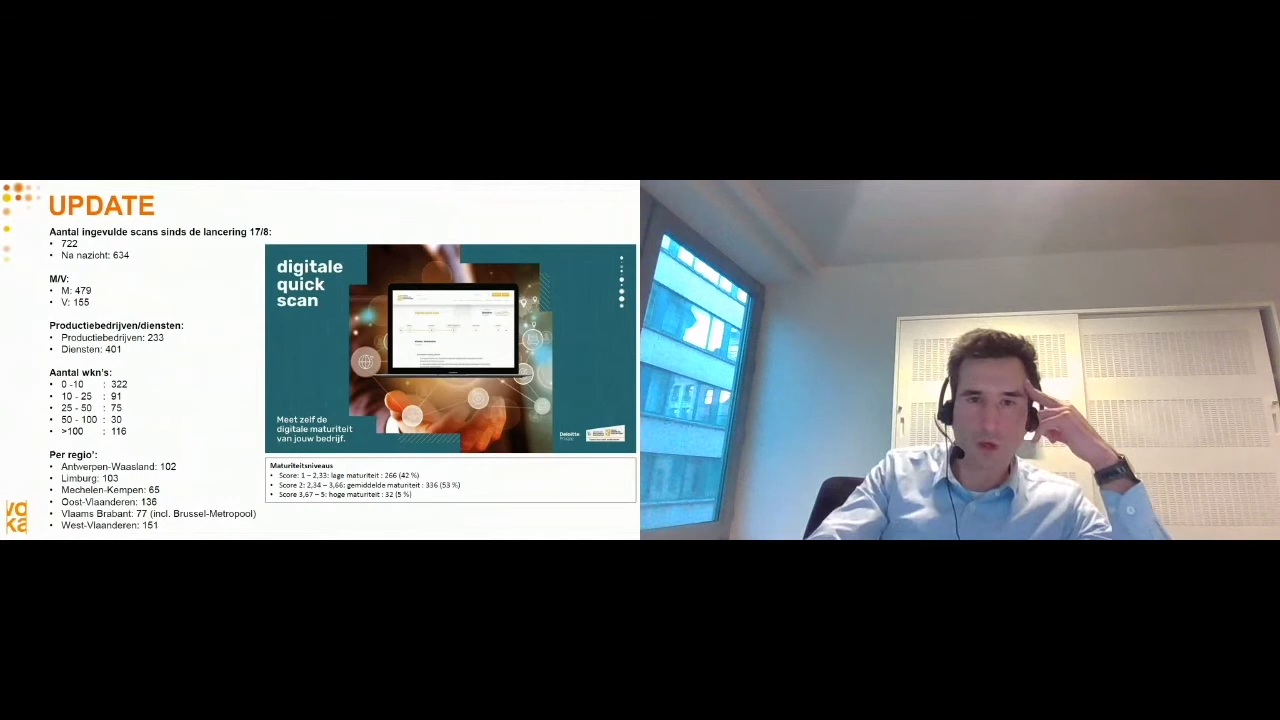 UPDATE
Aantal ingevulde scans sinds de lancering 17/8:
• 722
• Na nazicht: 634
M/V:
• M: 479
• V: 155
Productiebedrijven/diensten:
• Productiebedrijven: 233
• Diensten: 401
Aantal wkn's:
• 0 -10 : 322
• 10 - 25 : 91
• 25 - 50 : 75
• 50 - 100 : 30
• >100 : 116
Per regio':
• Antwerpen-Waasland: 102
• Limburg: 103
• Mechelen-Kempen: 65
• Oost-Vlaanderen: 136
• Vlaams Brabant: 77 (incl. Brussel-Metropool)
• West-Vlaanderen: 151
voka
digitale
quick
scan
Meet zelf de
digitale maturiteit
van jouw bedrijf.
Deloitte
Private
Maturiteitsniveaus
• Score: 1 – 2,33: lage maturiteit : 266 (42 %)
• Score 2: 2,34 – 3,66: gemiddelde maturiteit : 336 (53 %)
• Score 3,67 – 5: hoge maturiteit : 32 (5 %)